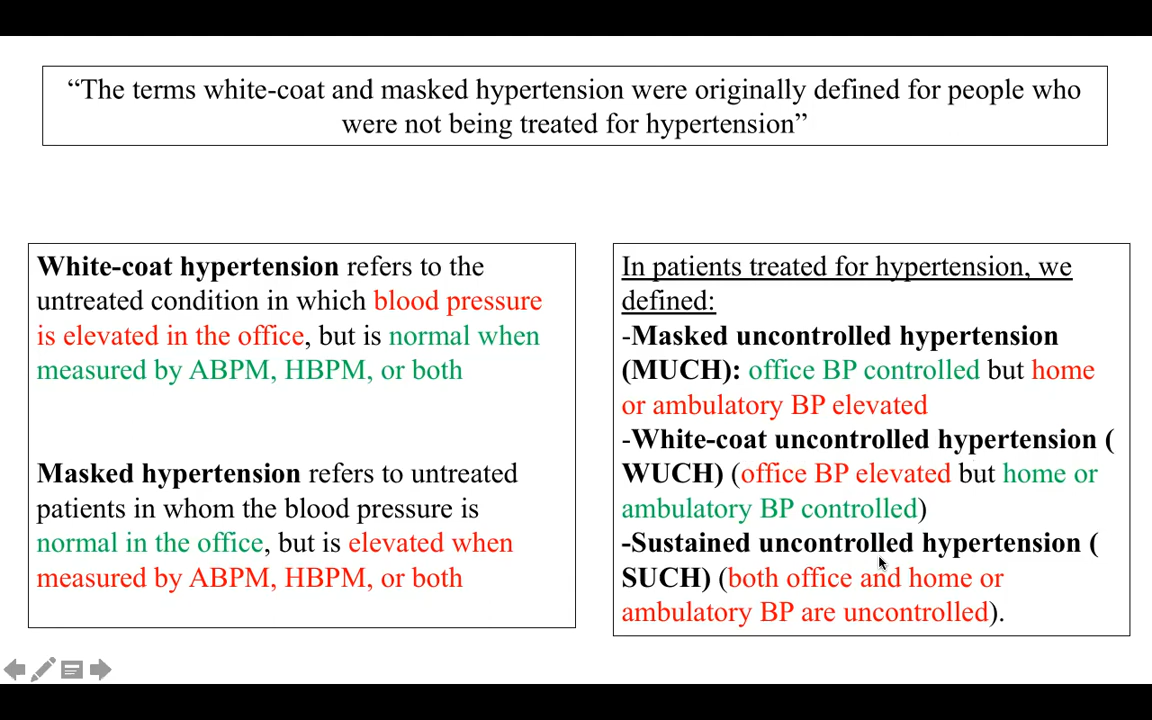 “The terms white-coat and masked hypertension were originally defined for people who
were not being treated for hypertension”
White-coat hypertension refers to the
untreated condition in which blood pressure
is elevated in the office, but is normal when
measured by ABPM, HBPM, or both
Masked hypertension refers to untreated
patients in whom the blood pressure is
normal in the office, but is elevated when
measured by ABPM, HBPM, or both
In patients treated for hypertension, we
defined:
-Masked uncontrolled hypertension
(MUCH): office BP controlled but home
or ambulatory BP elevated
-White-coat uncontrolled hypertension (
WUCH) (office BP elevated but home or
ambulatory BP controlled)
-Sustained uncontrolled hypertension (
SUCH) (both office and home or
ambulatory BP are uncontrolled).